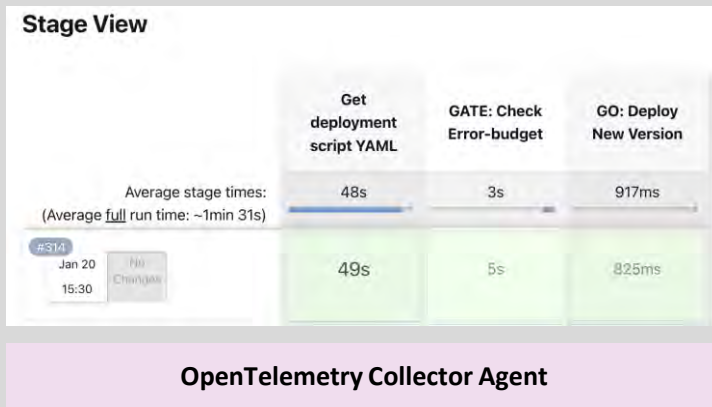 Stage View
Get
deployment
script YAML
GATE: Check
Error-budget
GO: Deploy
New Version
Average stage times:
48s
3s
917ms
(Average full run time: ~1min 31s)
#314
Jan 20
No
Changes
15:30
49s
5s
825ms
OpenTelemetry Collector Agent